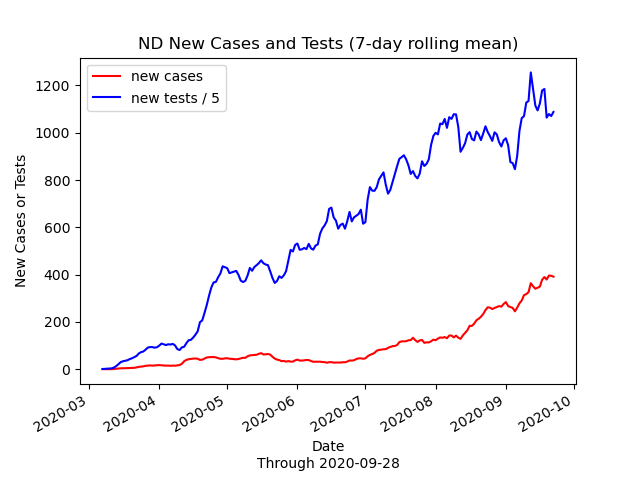 ND New Cases and Tests (7-day rolling mean)
new cases
new tests / 5
New Cases or Tests
1200
1000
800
600
400
200
0
2020-03
2020-04
2020-05
2020-06
2020-07
2020-08
2020-09
2020-10
Date
Through 2020-09-28